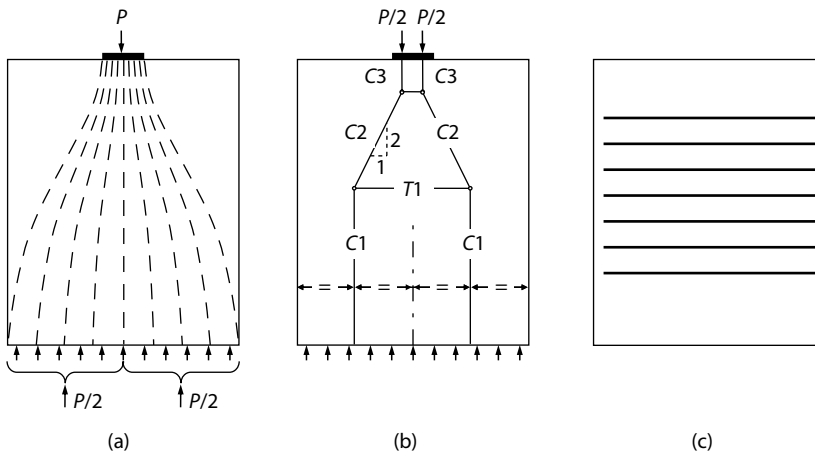 P
P/2 P/2
C3 C3
C2 C2
2
1
T1
C1 C1
= = = =
P/2 P/2
(a) (b) (c)